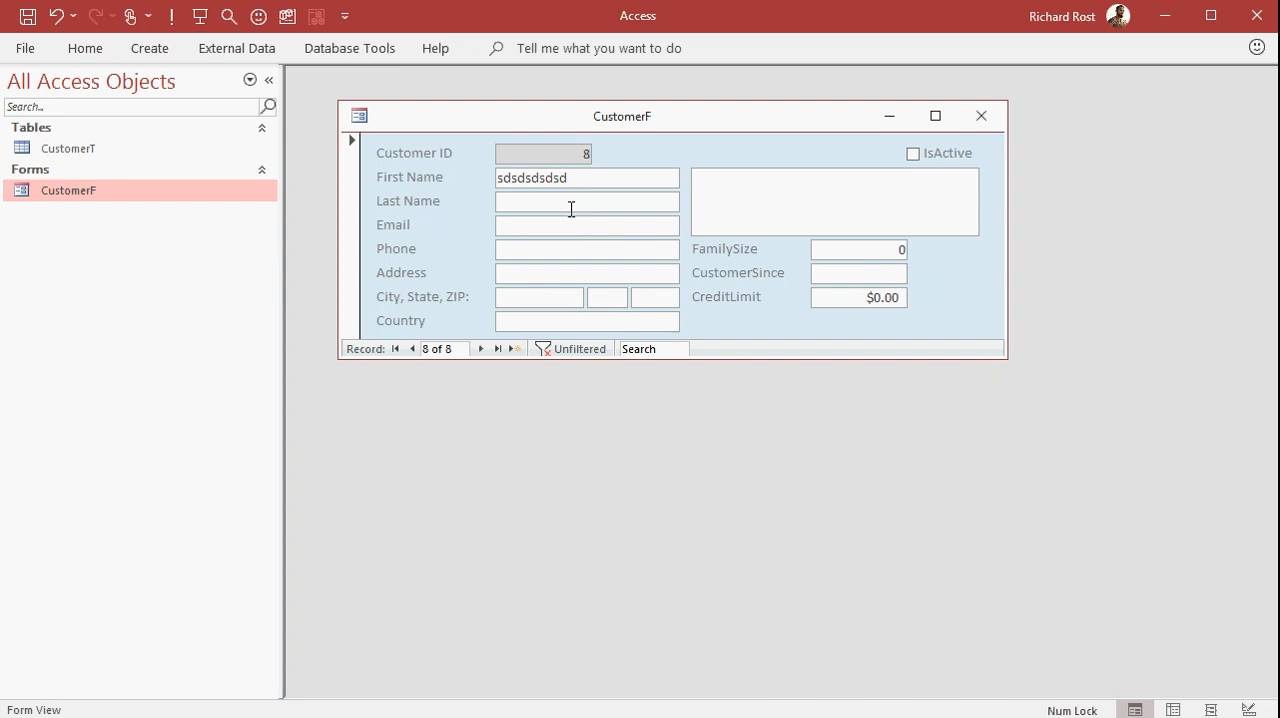 Access
Richard Rost
File Home Create External Data Database Tools Help Tell me what you want to do
All Access Objects
Search...
Tables
CustomerT
Forms
CustomerF
CustomerF
Customer ID 8 IsActive
First Name sdsdsdsdsd
Last Name
Email
Phone FamilySize 0
Address CustomerSince
City, State, ZIP: CreditLimit $0.00
Country
Record: 8 of 8 Unfiltered Search
Form View Num Lock